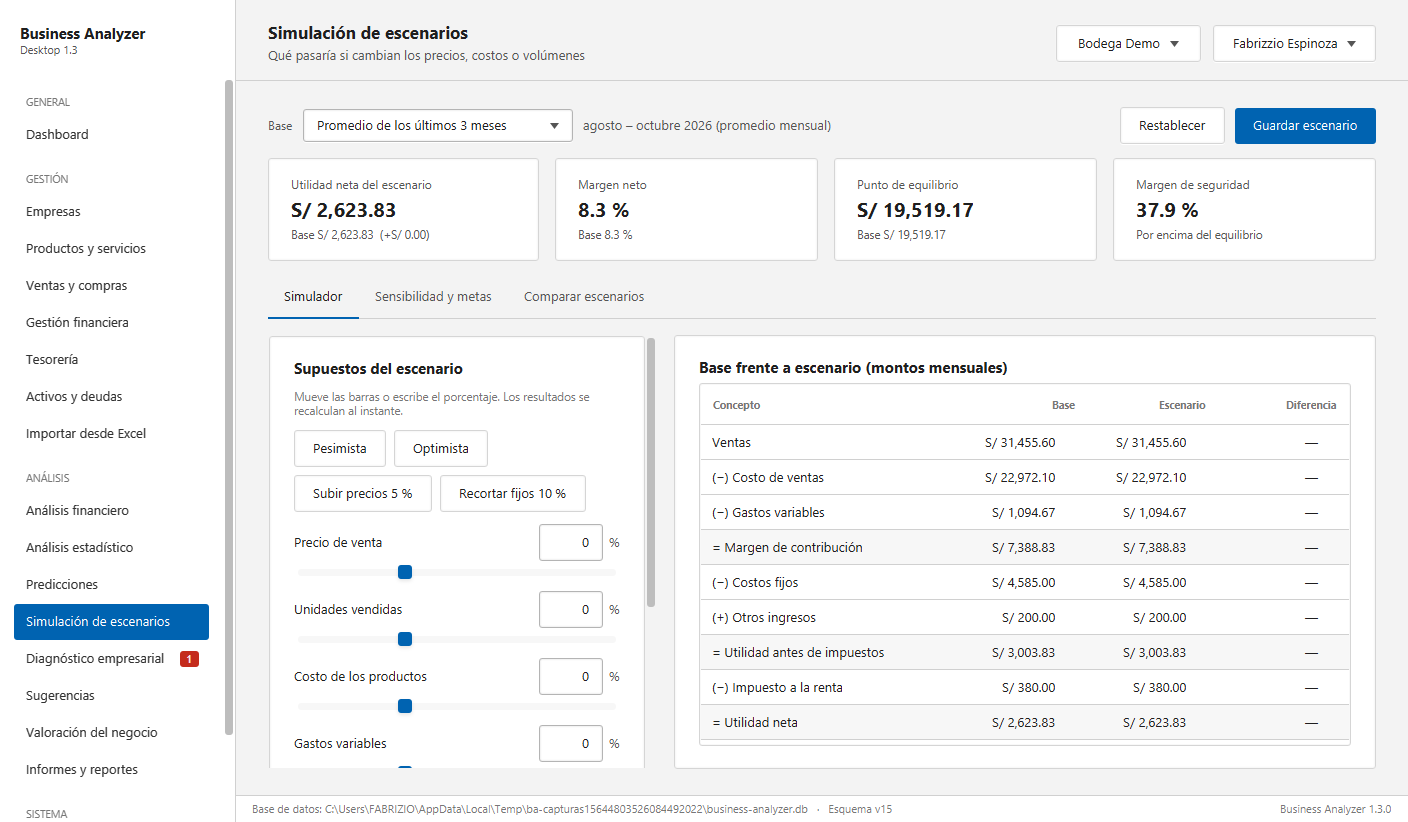 Business Analyzer
Desktop 1.3
GENERAL
Dashboard
GESTIÓN
Empresas
Productos y servicios
Ventas y compras
Gestión financiera
Tesorería
Activos y deudas
Importar desde Excel
ANÁLISIS
Análisis financiero
Análisis estadístico
Predicciones
Simulación de escenarios
Diagnóstico empresarial 1
Sugerencias
Valoración del negocio
Informes y reportes
SISTEMA
Simulación de escenarios
Qué pasaría si cambian los precios, costos o volúmenes
Bodega Demo
Fabrizzio Espinoza
Base Promedio de los últimos 3 meses agosto – octubre 2026 (promedio mensual)
Restablecer
Guardar escenario
Utilidad neta del escenario
S/ 2,623.83
Base S/ 2,623.83 (+S/ 0.00)
Margen neto
8.3 %
Base 8.3 %
Punto de equilibrio
S/ 19,519.17
Base S/ 19,519.17
Margen de seguridad
37.9 %
Por encima del equilibrio
Simulador Sensibilidad y metas Comparar escenarios
Supuestos del escenario
Mueve las barras o escribe el porcentaje. Los resultados se
recalculan al instante.
Pesimista Optimista
Subir precios 5 % Recortar fijos 10 %
Precio de venta 0 %
Unidades vendidas 0 %
Costo de los productos 0 %
Gastos variables 0 %
Base frente a escenario (montos mensuales)
Concepto Base Escenario Diferencia
Ventas S/ 31,455.60 S/ 31,455.60 —
(−) Costo de ventas S/ 22,972.10 S/ 22,972.10 —
(−) Gastos variables S/ 1,094.67 S/ 1,094.67 —
= Margen de contribución S/ 7,388.83 S/ 7,388.83 —
(−) Costos fijos S/ 4,585.00 S/ 4,585.00 —
(+) Otros ingresos S/ 200.00 S/ 200.00 —
= Utilidad antes de impuestos S/ 3,003.83 S/ 3,003.83 —
(−) Impuesto a la renta S/ 380.00 S/ 380.00 —
= Utilidad neta S/ 2,623.83 S/ 2,623.83 —
Base de datos: C:\Users\FABRIZIO\AppData\Local\Temp\ba-capturas15644803526084492022\business-analyzer.db · Esquema v15
Business Analyzer 1.3.0